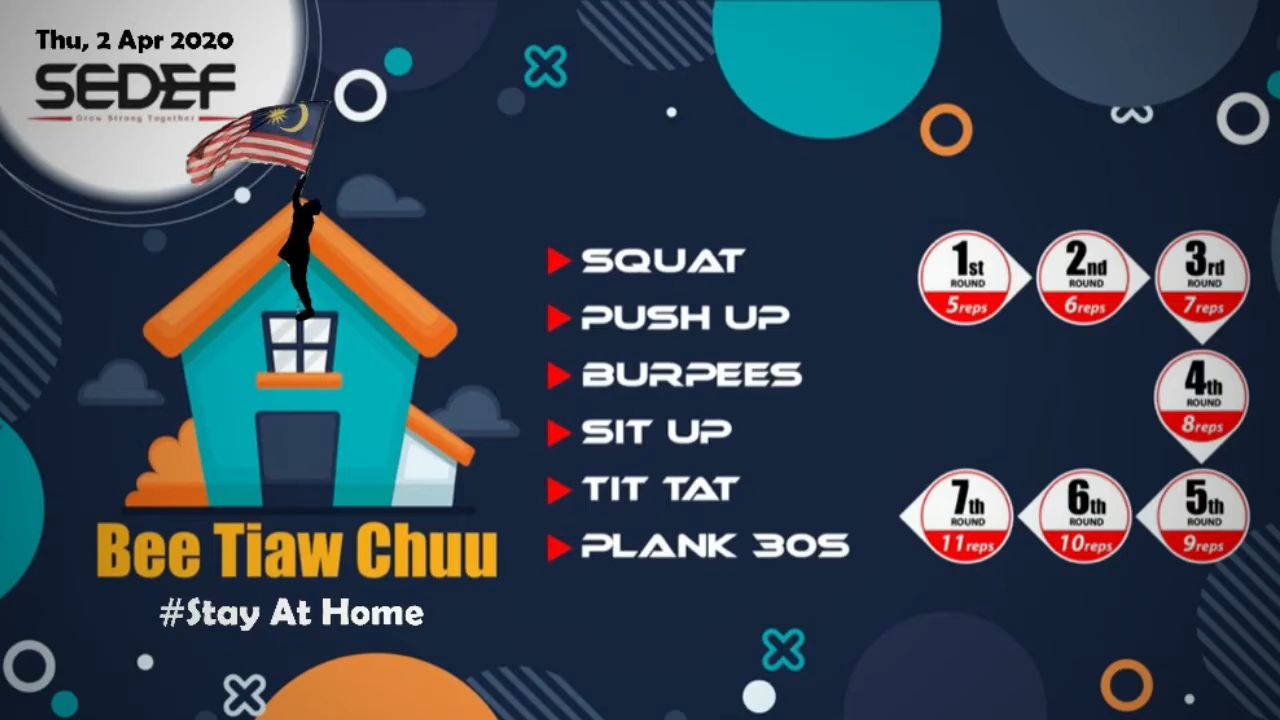 Thu, 2 Apr 2020
SEDEF
Grow Strong Together
SQUAT
PUSH UP
BURPEES
SIT UP
TIT TAT
PLANK 30S
1st
ROUND
5reps
2nd
ROUND
6reps
3rd
ROUND
7reps
4th
ROUND
8reps
5th
ROUND
9reps
6th
ROUND
10reps
7th
ROUND
11reps
Bee Tiaw Chuu
#Stay At Home